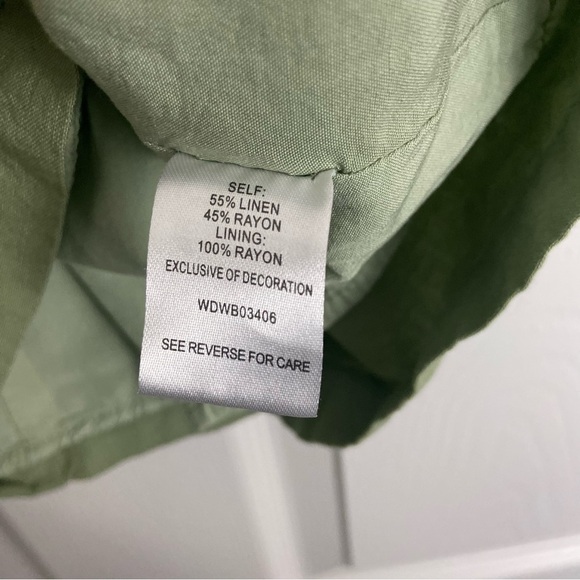 SELF:
55% LINEN
45% RAYON
LINING:
100% RAYON
EXCLUSIVE OF DECORATION
WDWB03406
SEE REVERSE FOR CARE